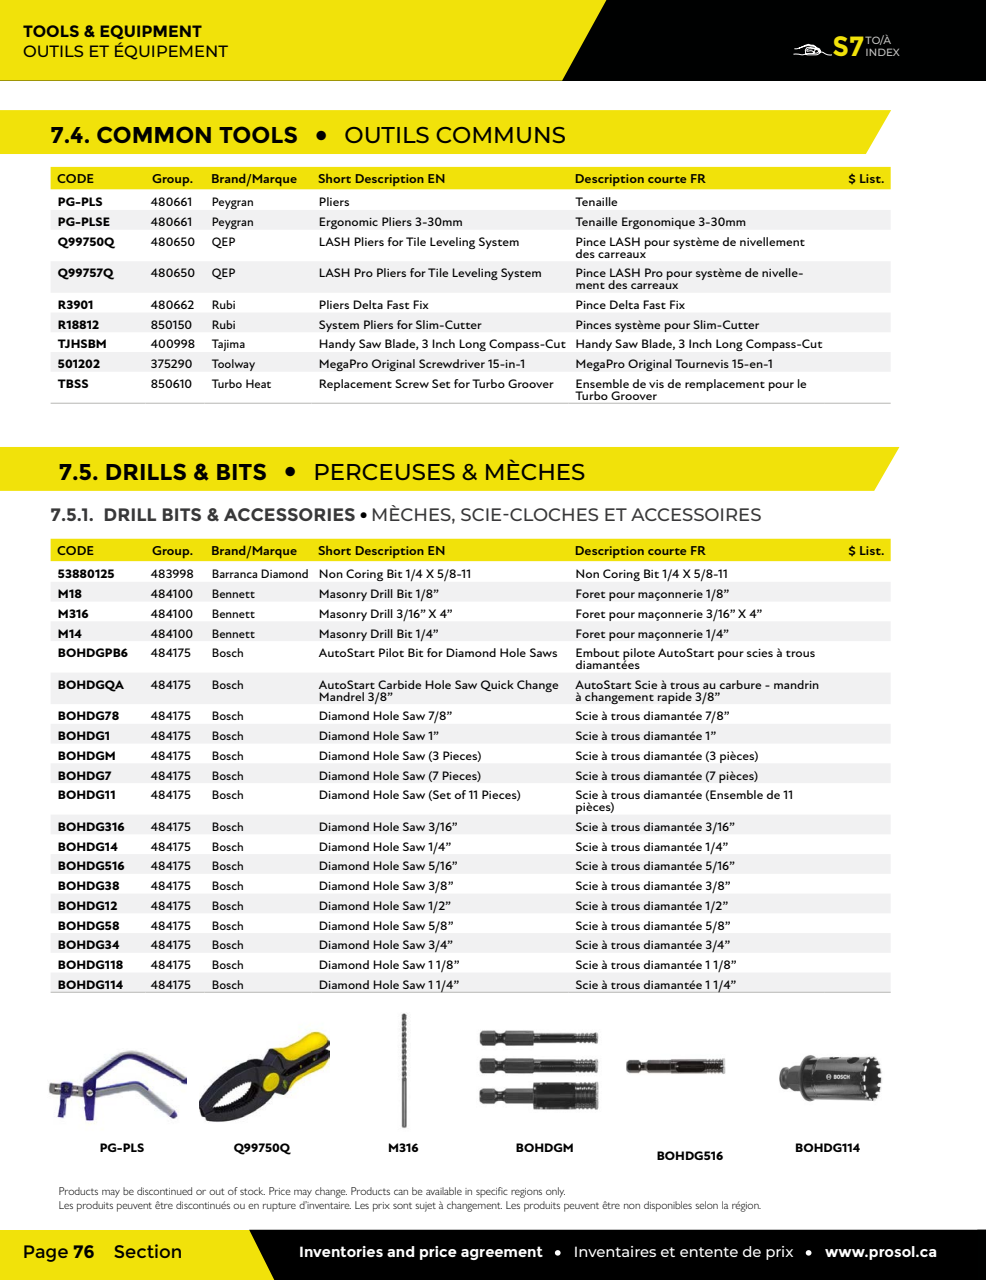 TOOLS & EQUIPMENT
OUTILS ET ÉQUIPEMENT
S7 TO/À INDEX
7.4. COMMON TOOLS • OUTILS COMMUNS
CODE Group. Brand/Marque Short Description EN Description courte FR $ List.
PG-PLS 480661 Peygran Pliers Tenaille
PG-PLSE 480661 Peygran Ergonomic Pliers 3-30mm Tenaille Ergonomique 3-30mm
Q99750Q 480650 QEP LASH Pliers for Tile Leveling System Pince LASH pour système de nivellement
des carreaux
Q99757Q 480650 QEP LASH Pro Pliers for Tile Leveling System Pince LASH Pro pour système de nivelle-
ment des carreaux
R3901 480662 Rubi Pliers Delta Fast Fix Pince Delta Fast Fix
R18812 850150 Rubi System Pliers for Slim-Cutter Pinces système pour Slim-Cutter
TJHSBM 400998 Tajima Handy Saw Blade, 3 Inch Long Compass-Cut Handy Saw Blade, 3 Inch Long Compass-Cut
501202 375290 Toolway MegaPro Original Screwdriver 15-in-1 MegaPro Original Tournevis 15-en-1
TBSS 850610 Turbo Heat Replacement Screw Set for Turbo Groover Ensemble de vis de remplacement pour le
Turbo Groover
7.5. DRILLS & BITS • PERCEUSES & MÈCHES
7.5.1. DRILL BITS & ACCESSORIES • MÈCHES, SCIE-CLOCHES ET ACCESSOIRES
CODE Group. Brand/Marque Short Description EN Description courte FR $ List.
53880125 483998 Barranca Diamond Non Coring Bit 1/4 X 5/8-11 Non Coring Bit 1/4 X 5/8-11
M18 484100 Bennett Masonry Drill Bit 1/8” Foret pour maçonnerie 1/8”
M316 484100 Bennett Masonry Drill 3/16” X 4” Foret pour maçonnerie 3/16” X 4”
M14 484100 Bennett Masonry Drill Bit 1/4” Foret pour maçonnerie 1/4”
BOHDGPB6 484175 Bosch AutoStart Pilot Bit for Diamond Hole Saws Embout pilote AutoStart pour scies à trous
diamantées
BOHDGQA 484175 Bosch AutoStart Carbide Hole Saw Quick Change AutoStart Scie à trous au carbure - mandrin
Mandrel 3/8” à changement rapide 3/8”
BOHDG78 484175 Bosch Diamond Hole Saw 7/8” Scie à trous diamantée 7/8”
BOHDG1 484175 Bosch Diamond Hole Saw 1” Scie à trous diamantée 1”
BOHDGM 484175 Bosch Diamond Hole Saw (3 Pieces) Scie à trous diamantée (3 pièces)
BOHDG7 484175 Bosch Diamond Hole Saw (7 Pieces) Scie à trous diamantée (7 pièces)
BOHDG11 484175 Bosch Diamond Hole Saw (Set of 11 Pieces) Scie à trous diamantée (Ensemble de 11
pièces)
BOHDG316 484175 Bosch Diamond Hole Saw 3/16” Scie à trous diamantée 3/16”
BOHDG14 484175 Bosch Diamond Hole Saw 1/4” Scie à trous diamantée 1/4”
BOHDG516 484175 Bosch Diamond Hole Saw 5/16” Scie à trous diamantée 5/16”
BOHDG38 484175 Bosch Diamond Hole Saw 3/8” Scie à trous diamantée 3/8”
BOHDG12 484175 Bosch Diamond Hole Saw 1/2” Scie à trous diamantée 1/2”
BOHDG58 484175 Bosch Diamond Hole Saw 5/8” Scie à trous diamantée 5/8”
BOHDG34 484175 Bosch Diamond Hole Saw 3/4” Scie à trous diamantée 3/4”
BOHDG118 484175 Bosch Diamond Hole Saw 1 1/8” Scie à trous diamantée 1 1/8”
BOHDG114 484175 Bosch Diamond Hole Saw 1 1/4” Scie à trous diamantée 1 1/4”
BOSCH
PG-PLS Q99750Q M316 BOHDGM BOHDG516 BOHDG114
Products may be discontinued or out of stock. Price may change. Products can be available in specific regions only.
Les produits peuvent être discontinués ou en rupture d’inventaire. Les prix sont sujet à changement. Les produits peuvent être non disponibles selon la région.
Page 76 Section Inventories and price agreement • Inventaires et entente de prix • www.prosol.ca